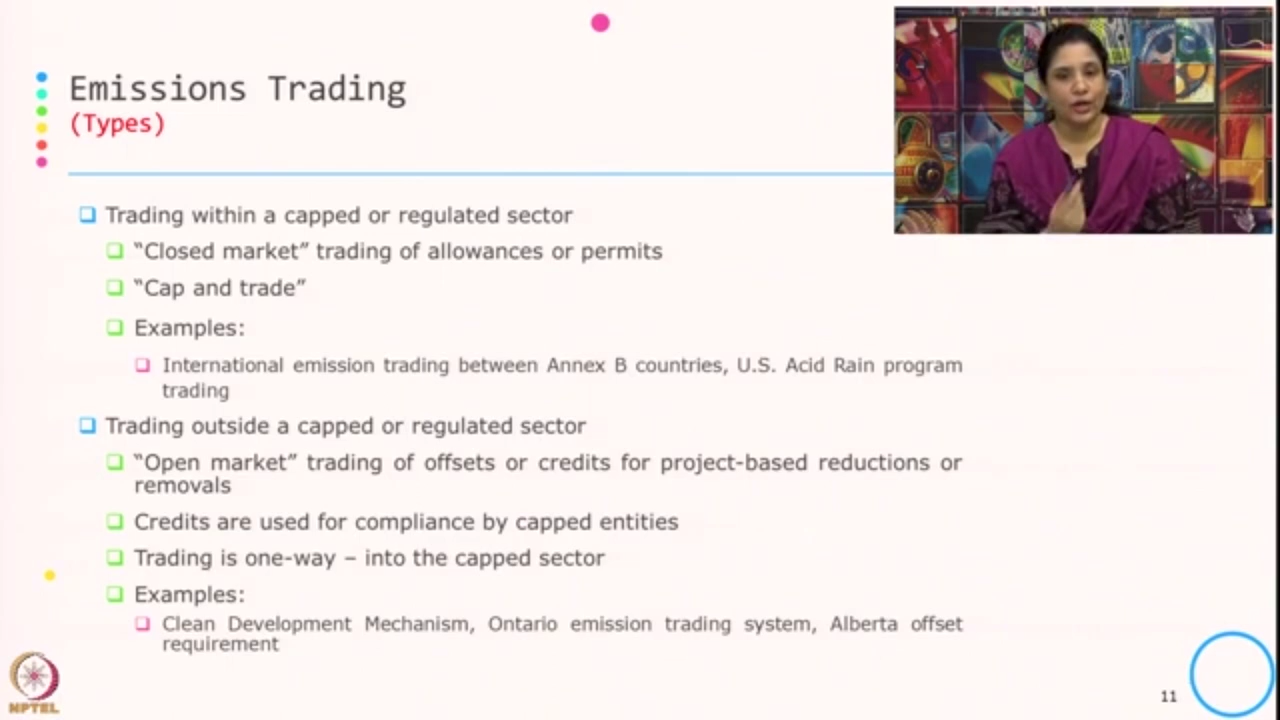 Emissions Trading
(Types)
Trading within a capped or regulated sector
“Closed market” trading of allowances or permits
“Cap and trade”
Examples:
International emission trading between Annex B countries, U.S. Acid Rain program
trading
Trading outside a capped or regulated sector
“Open market” trading of offsets or credits for project-based reductions or
removals
Credits are used for compliance by capped entities
Trading is one-way – into the capped sector
Examples:
Clean Development Mechanism, Ontario emission trading system, Alberta offset
requirement
NPTEL
11